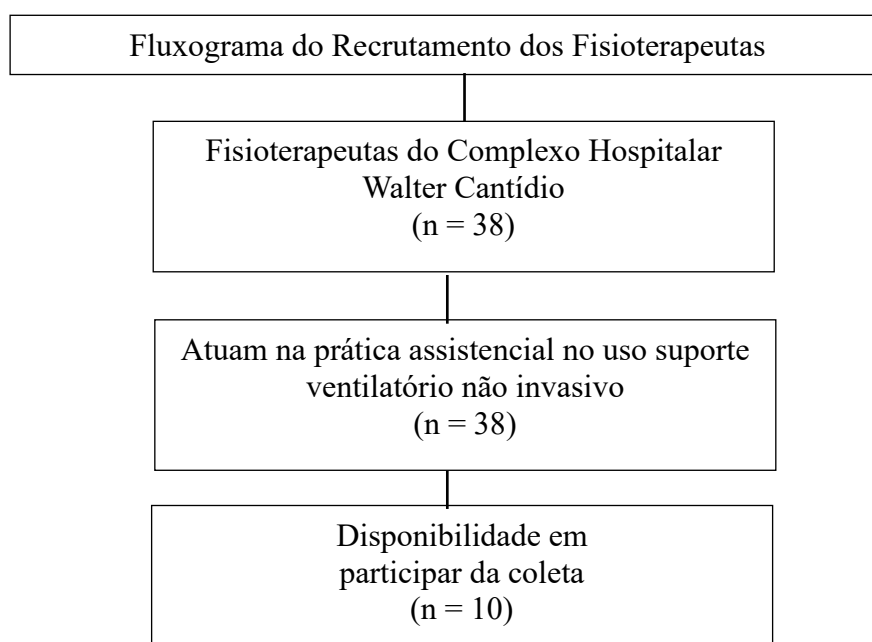 Fluxograma do Recrutamento dos Fisioterapeutas
Fisioterapeutas do Complexo Hospitalar
Walter Cantídio
(n = 38)
Atuam na prática assistencial no uso suporte
ventilatório não invasivo
(n = 38)
Disponibilidade em
participar da coleta
(n = 10)